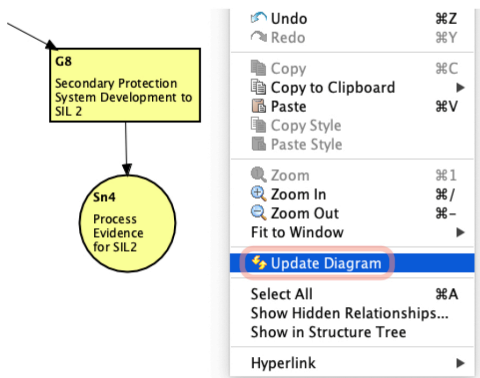 G8
Secondary Protection
System Development to
SIL 2
Sn4
Process
Evidence
for SIL2
Undo ⌘Z
Redo ⌘Y
Copy ⌘C
Copy to Clipboard
Paste ⌘V
Copy Style
Paste Style
Zoom ⌘1
Zoom In ⌘/
Zoom Out ⌘–
Fit to Window
Update Diagram
Select All ⌘A
Show Hidden Relationships...
Show in Structure Tree
Hyperlink